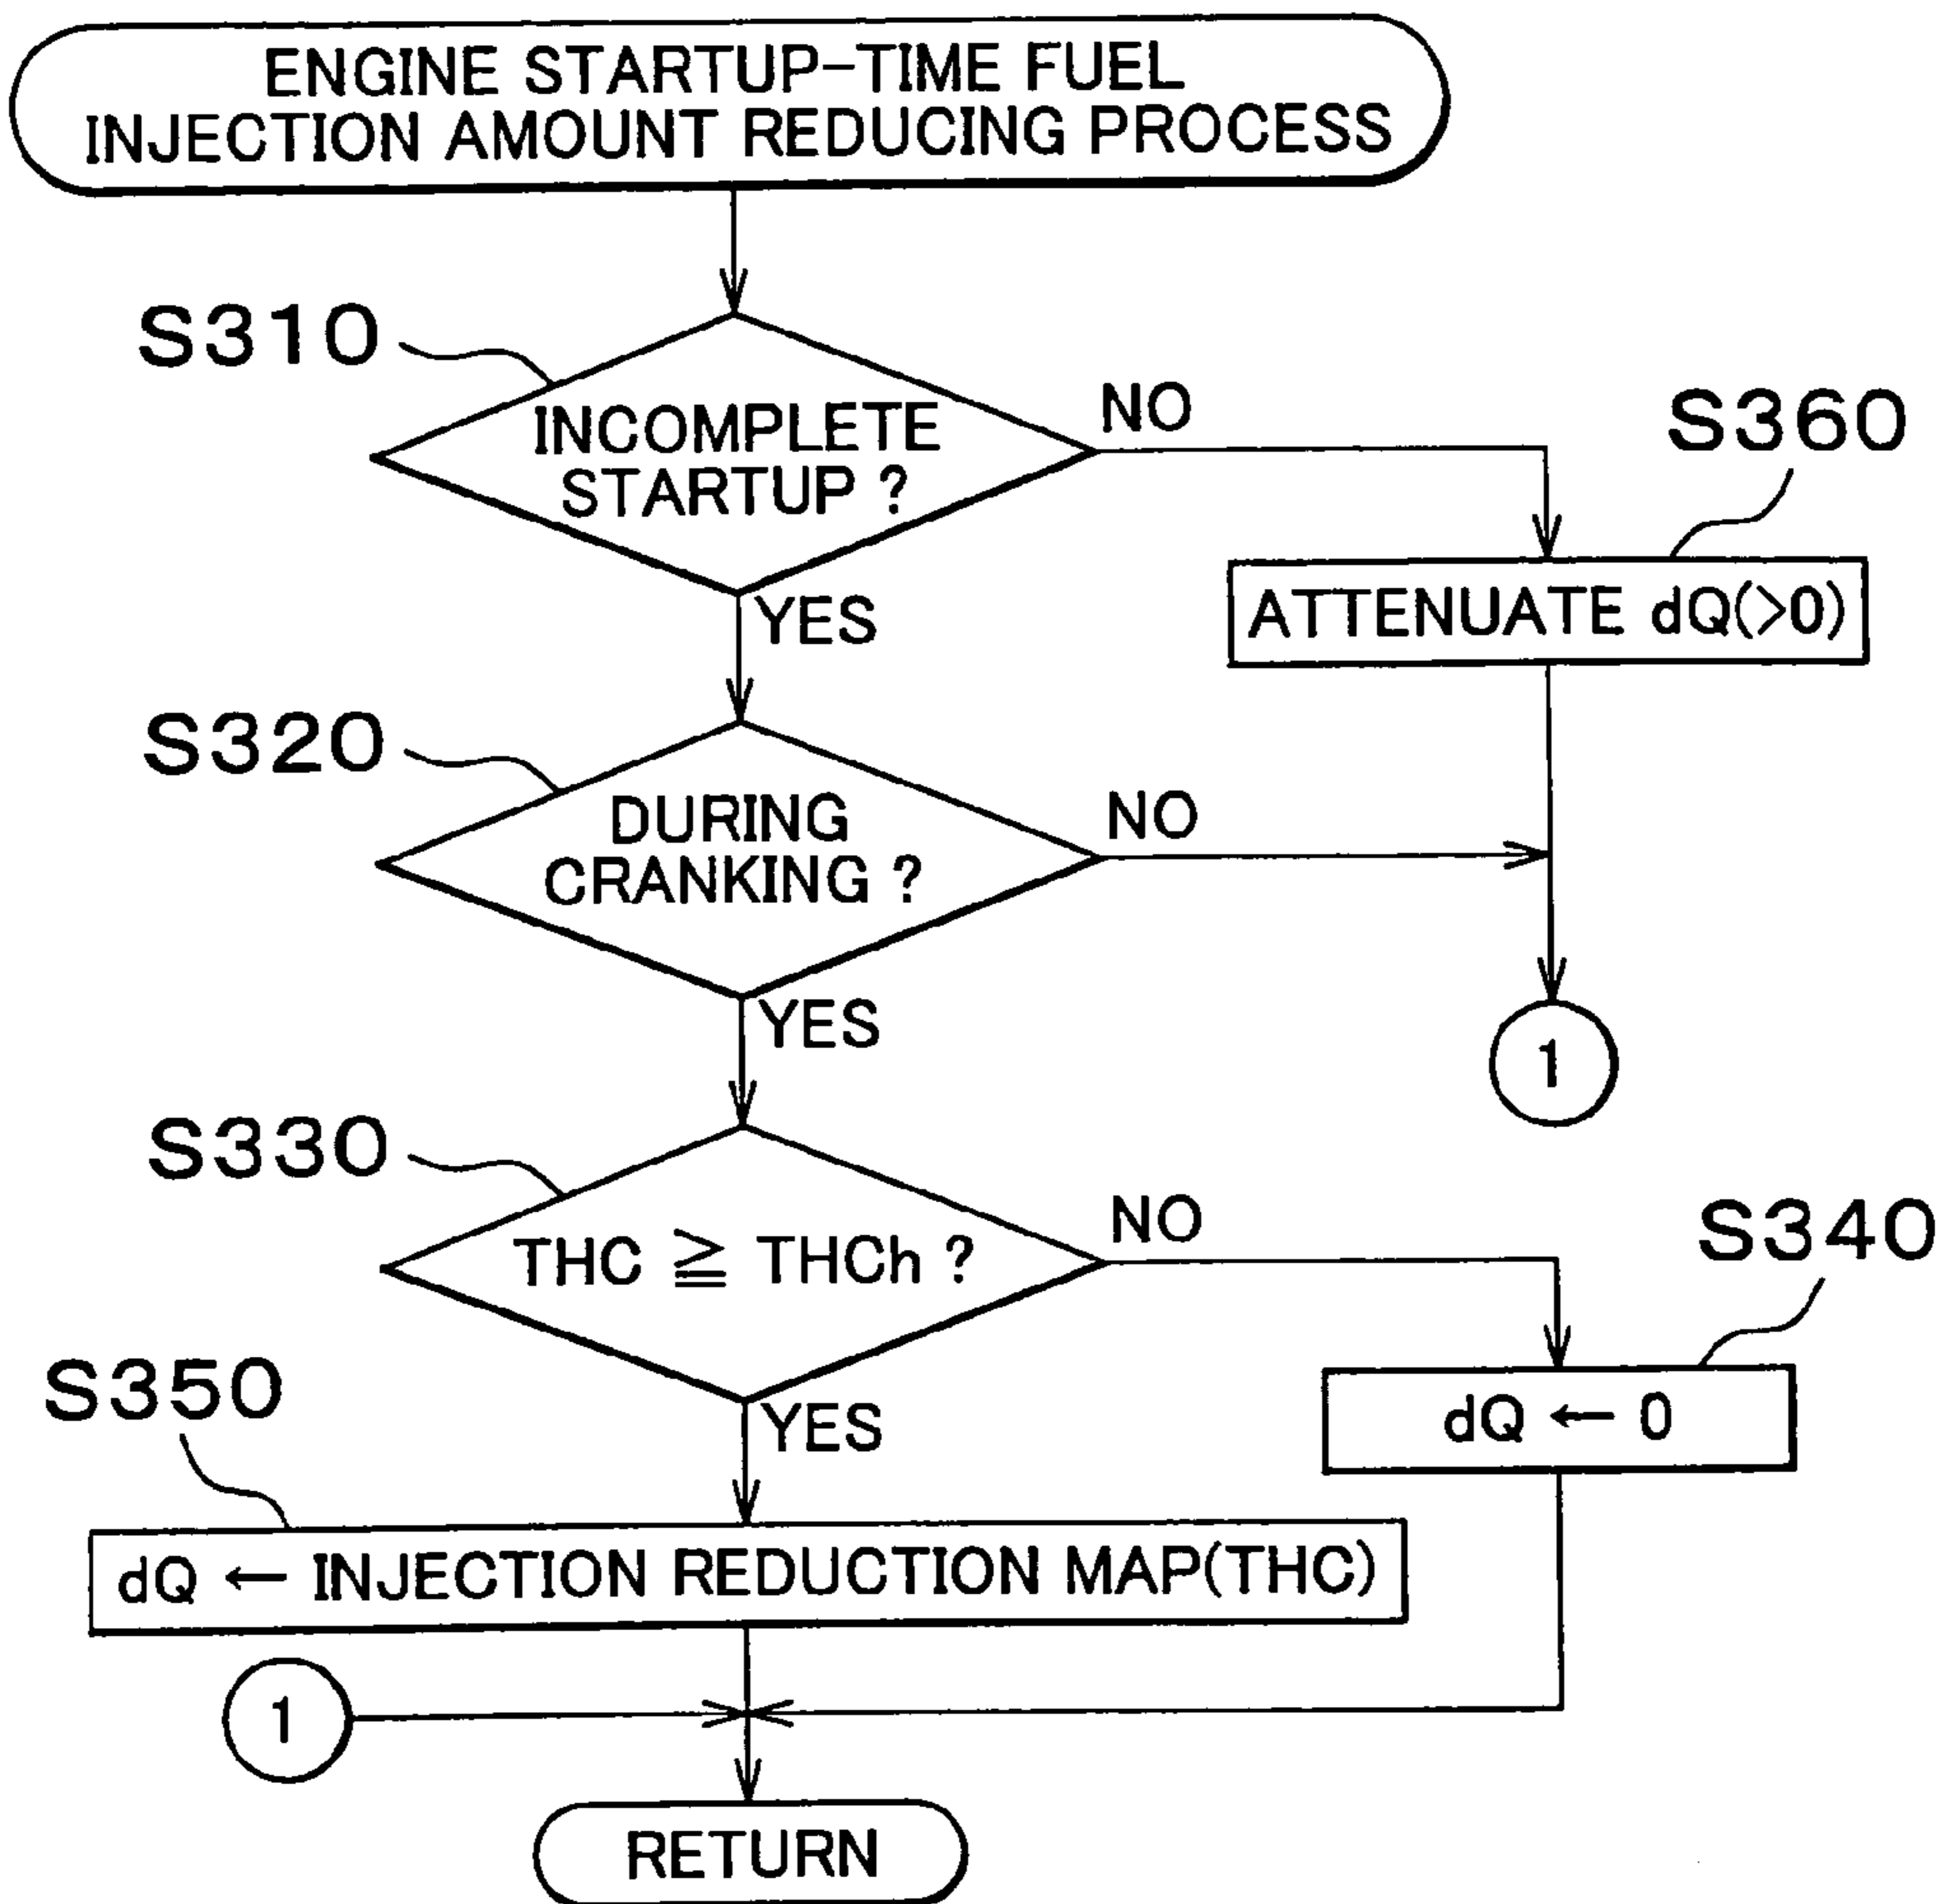 ENGINE STARTUP-TIME FUEL
INJECTION AMOUNT REDUCING PROCESS
S310
INCOMPLETE
STARTUP ?
NO
S360
YES
ATTENUATE dQ(>0)
S320
DURING
CRANKING ?
NO
YES
1
S330
THC ≧ THCh ?
NO
S340
YES
dQ ← 0
S350
dQ ← INJECTION REDUCTION MAP(THC)
1
RETURN